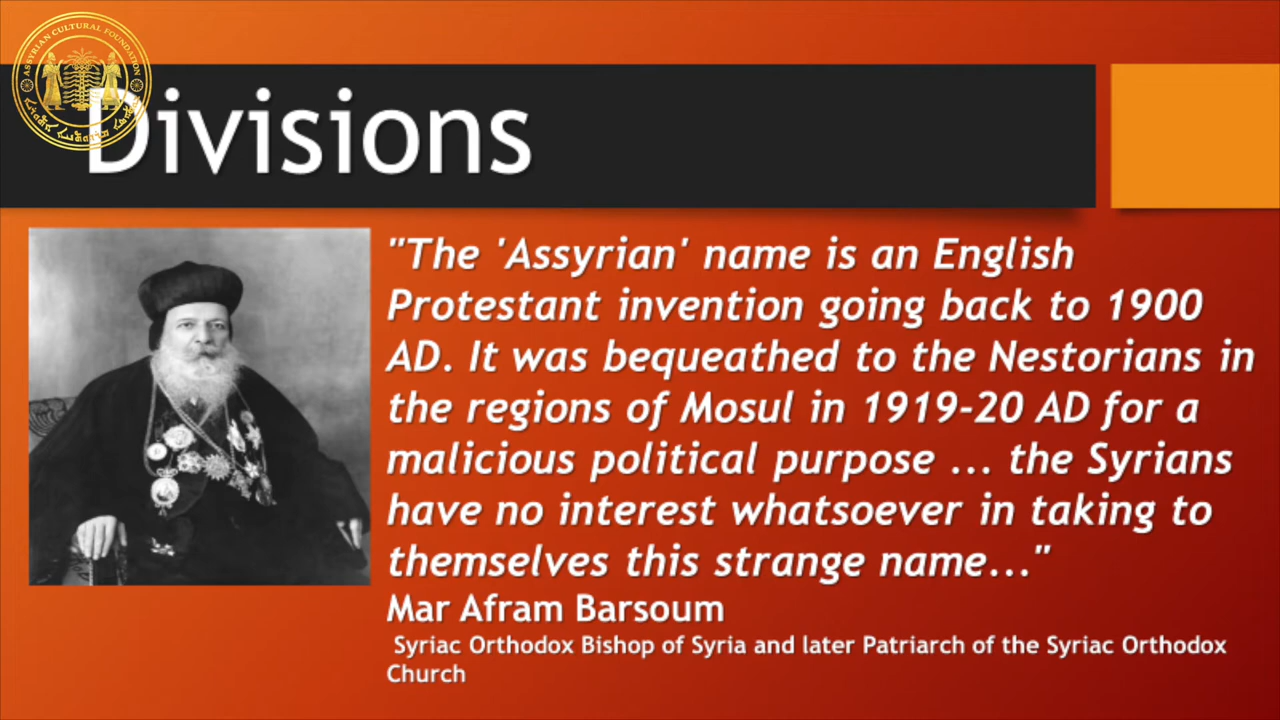 ASSYRIAN CULTURAL FOUNDATION
Divisions
"The 'Assyrian' name is an English
Protestant invention going back to 1900
AD. It was bequeathed to the Nestorians in
the regions of Mosul in 1919-20 AD for a
malicious political purpose ... the Syrians
have no interest whatsoever in taking to
themselves this strange name..."
Mar Afram Barsoum
Syriac Orthodox Bishop of Syria and later Patriarch of the Syriac Orthodox
Church